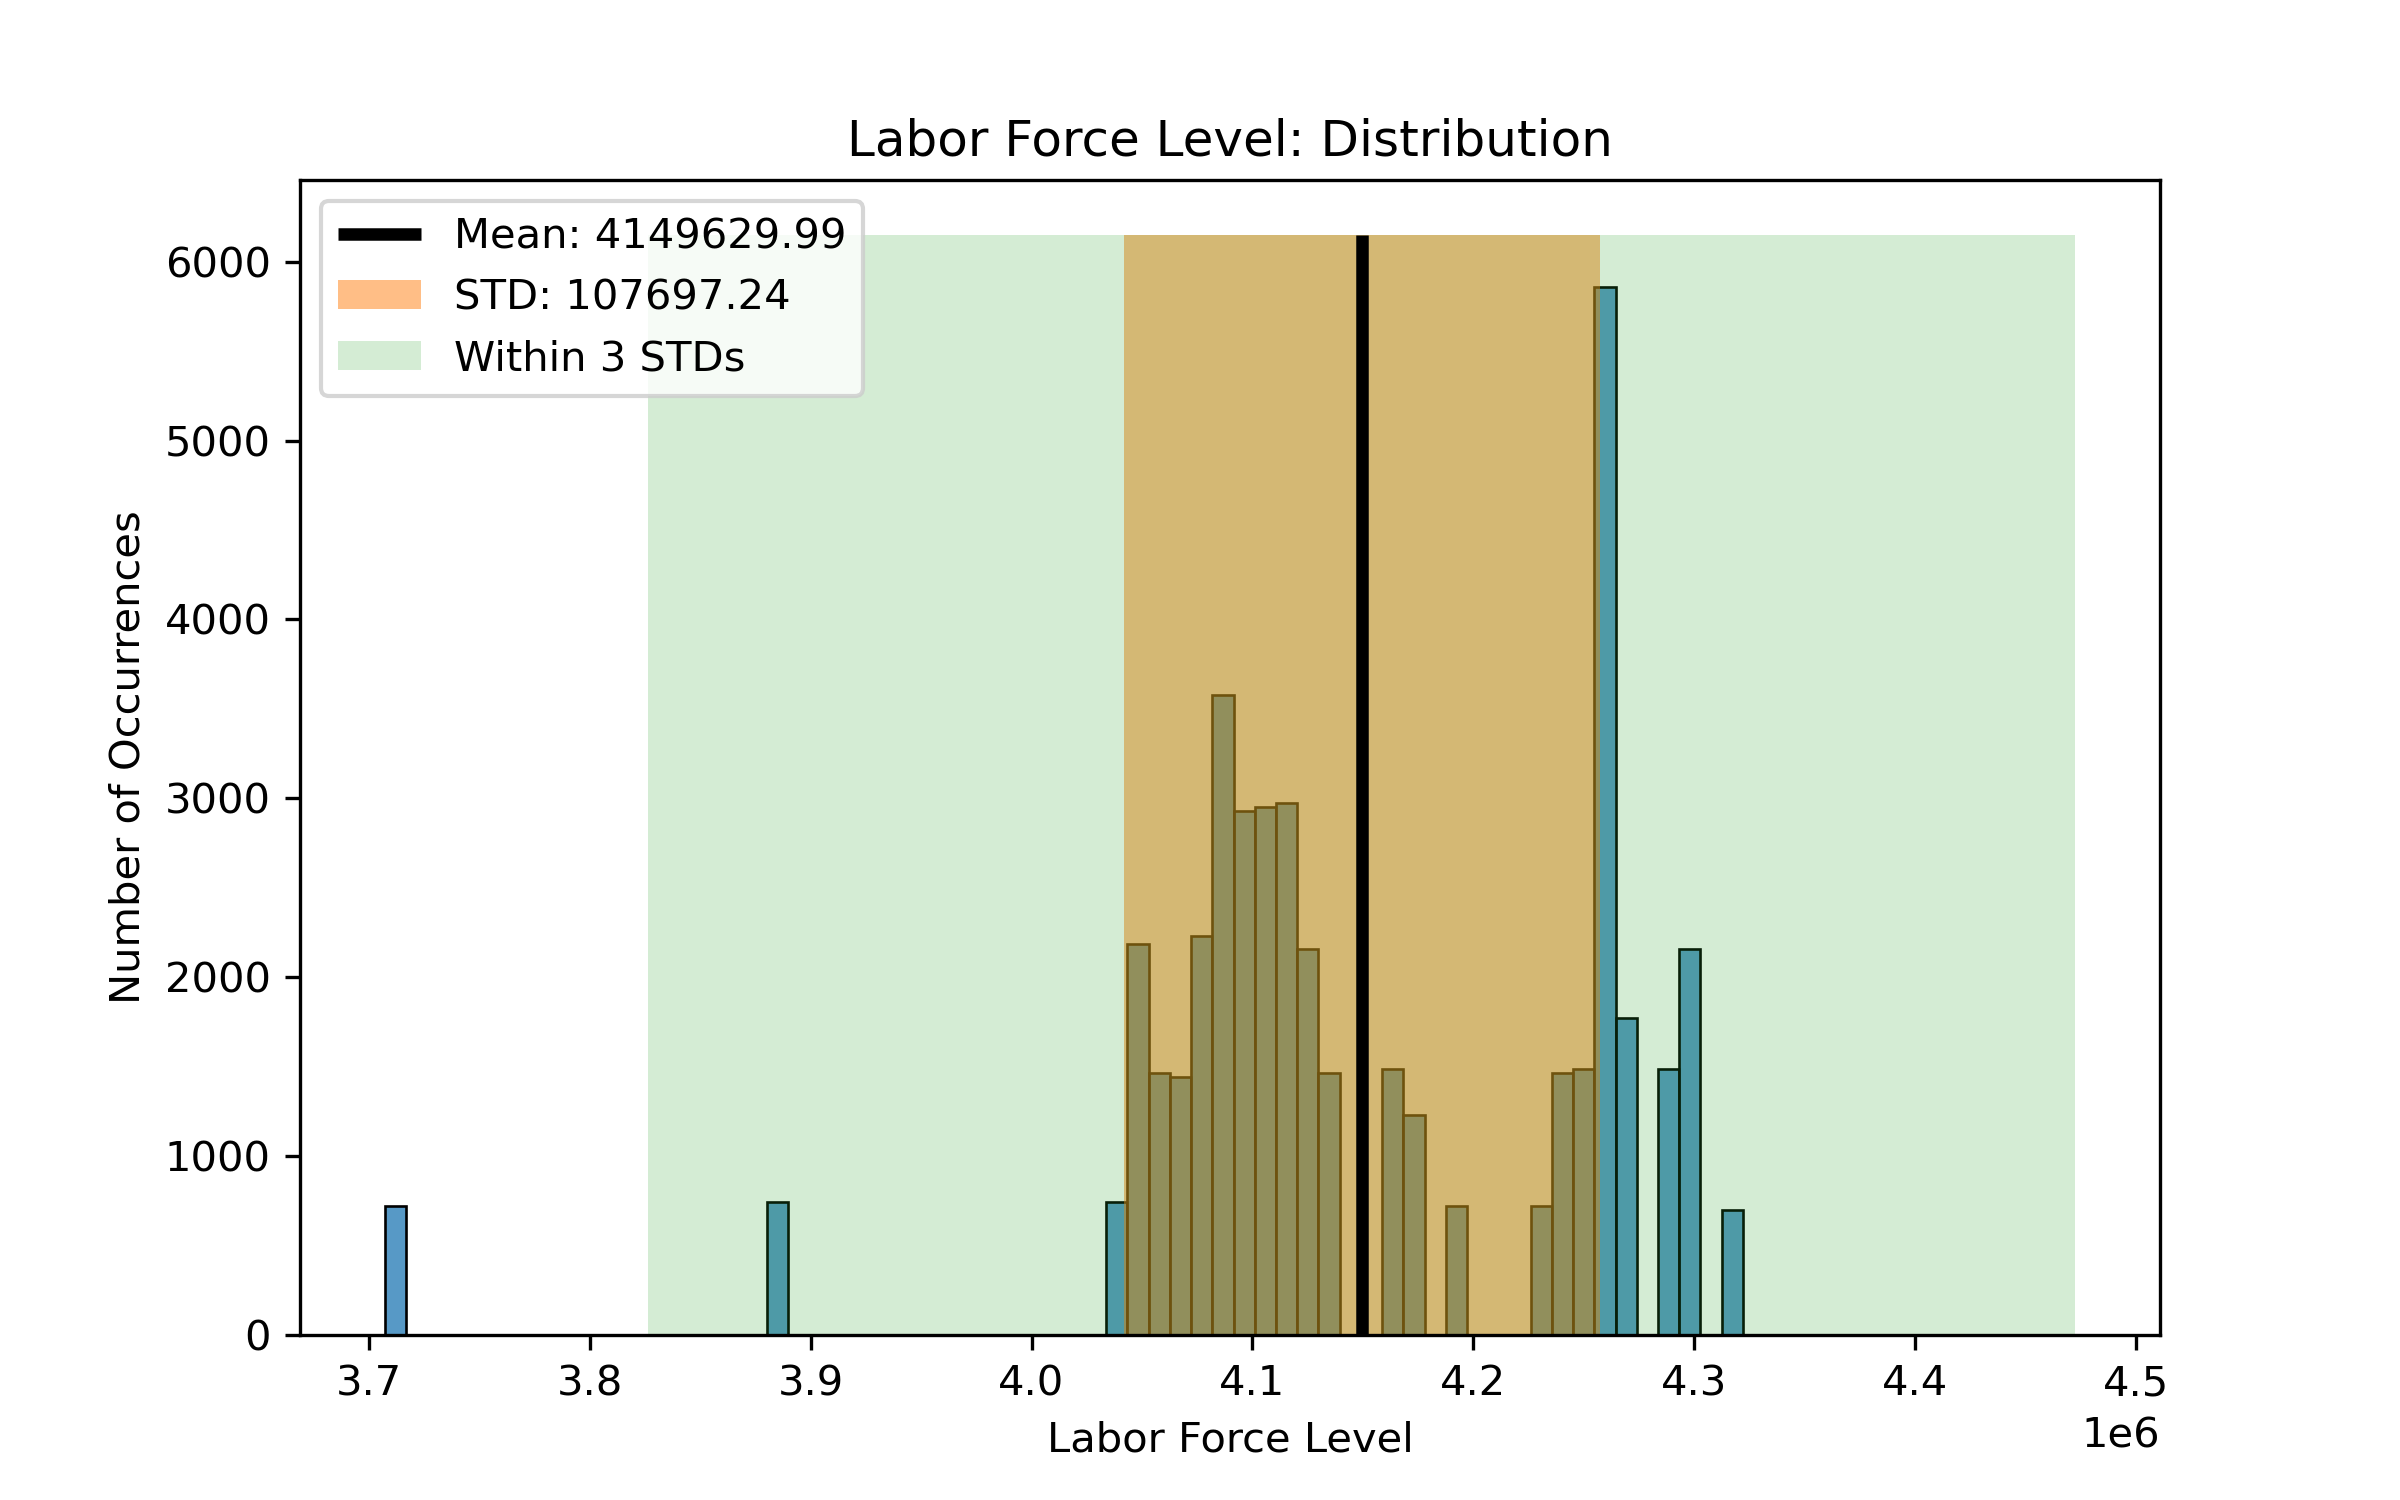 Labor Force Level: Distribution
Mean: 4149629.99
STD: 107697.24
Within 3 STDs
Number of Occurrences
6000
5000
4000
3000
2000
1000
0
3.7 3.8 3.9 4.0 4.1 4.2 4.3 4.4 4.5
1e6
Labor Force Level